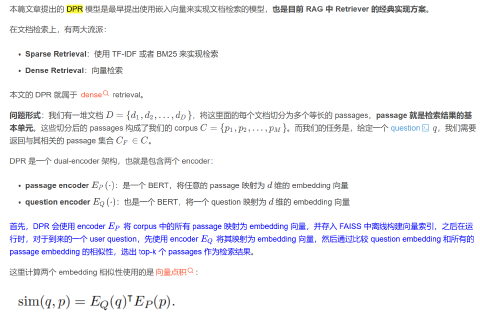 本篇文章提出的 DPR 模型是最早提出使用嵌入向量来实现文档检索的模型，也是目前 RAG 中 Retriever 的经典实现方案。
在文档检索上，有两大流派：
• Sparse Retrieval：使用 TF-IDF 或者 BM25 来实现检索
• Dense Retrieval：向量检索
本文的 DPR 就属于 dense retrieval。
问题形式：我们有一堆文档 D = {d₁, d₂, . . . , d_D}，将这里面的每个文档切分为多个等长的 passages，passage 就是检索结果的基
本单元，这些切分后的 passages 构成了我们的 corpus C = {p₁, p₂, . . . , p_M}。而我们的任务是，给定一个 question q，我们需要
返回与其相关的 passage 集合 C_F ∈ C。
DPR 是一个 dual-encoder 架构，也就是包含两个 encoder：
• passage encoder E_P(·)：是一个 BERT，将任意的 passage 映射为 d 维的 embedding 向量
• question encoder E_Q(·)：也是一个 BERT，将一个 question 映射为 d 维的 embedding 向量
首先，DPR 会使用 encoder E_P 将 corpus 中的所有 passage 映射为 embedding 向量，并存入 FAISS 中离线构建向量索引，之后在运
行时，对于到来的一个 user question，先使用 encoder E_Q 将其映射为 embedding 向量，然后通过比较 question embedding 和所有的
passage embedding 的相似性，选出 top-k 个 passages 作为检索结果。
这里计算两个 embedding 相似性使用的是 向量点积：
sim(q, p) = E_Q(q)ᵀE_P(p).